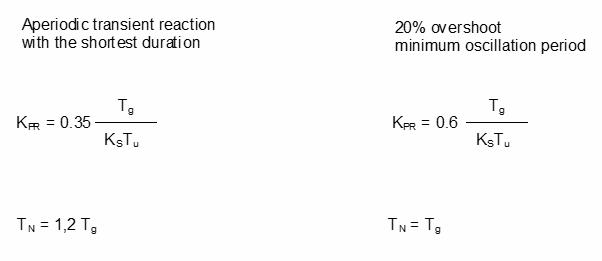 Aperiodic transient reaction
with the shortest duration
20% overshoot
minimum oscillation period
K_PR = 0.35 T_g / K_S T_u
K_PR = 0.6 T_g / K_S T_u
T_N = 1,2 T_g
T_N = T_g